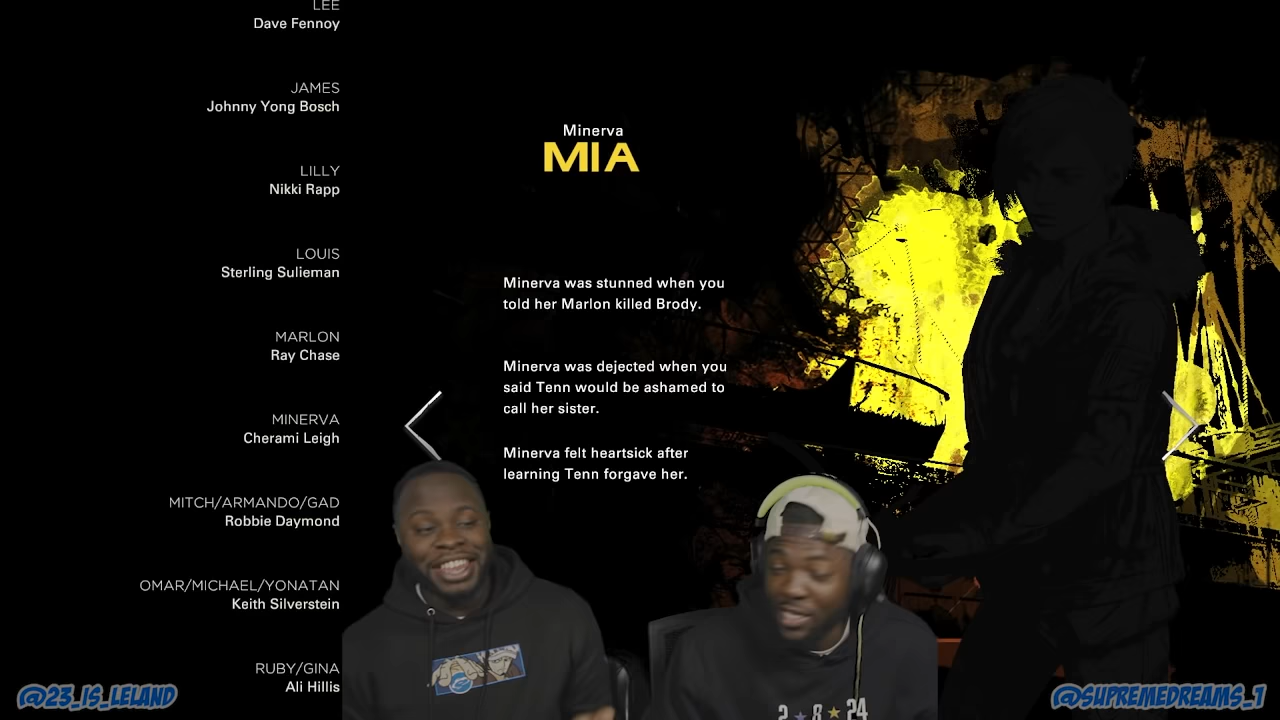 LEE
Dave Fennoy
JAMES
Johnny Yong Bosch
LILLY
Nikki Rapp
LOUIS
Sterling Sulieman
MARLON
Ray Chase
MINERVA
Cherami Leigh
MITCH/ARMANDO/GAD
Robbie Daymond
OMAR/MICHAEL/YONATAN
Keith Silverstein
RUBY/GINA
Ali Hillis
Minerva
MIA
Minerva was stunned when you
told her Marlon killed Brody.
Minerva was dejected when you
said Tenn would be ashamed to
call her sister.
Minerva felt heartsick after
learning Tenn forgave her.
2 ★ 8 ★ 24
@23_IS_LELAND
@SUPREMEDREAMS_1